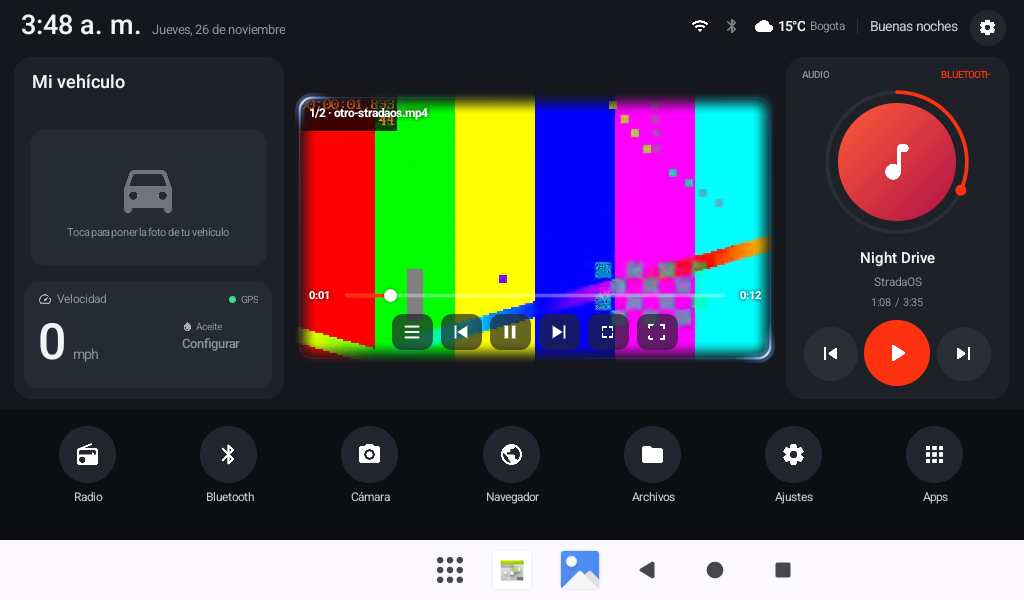 3:48 a. m.
Jueves, 26 de noviembre
15°C Bogota
Buenas noches
Mi vehículo
Toca para poner la foto de tu vehículo
Velocidad
GPS
0 mph
Aceite
Configurar
1/2 · otro-stradaos.mp4
0:01
0:12
AUDIO
BLUETOOTH
Night Drive
StradaOS
1:08 / 3:35
Radio
Bluetooth
Cámara
Navegador
Archivos
Ajustes
Apps